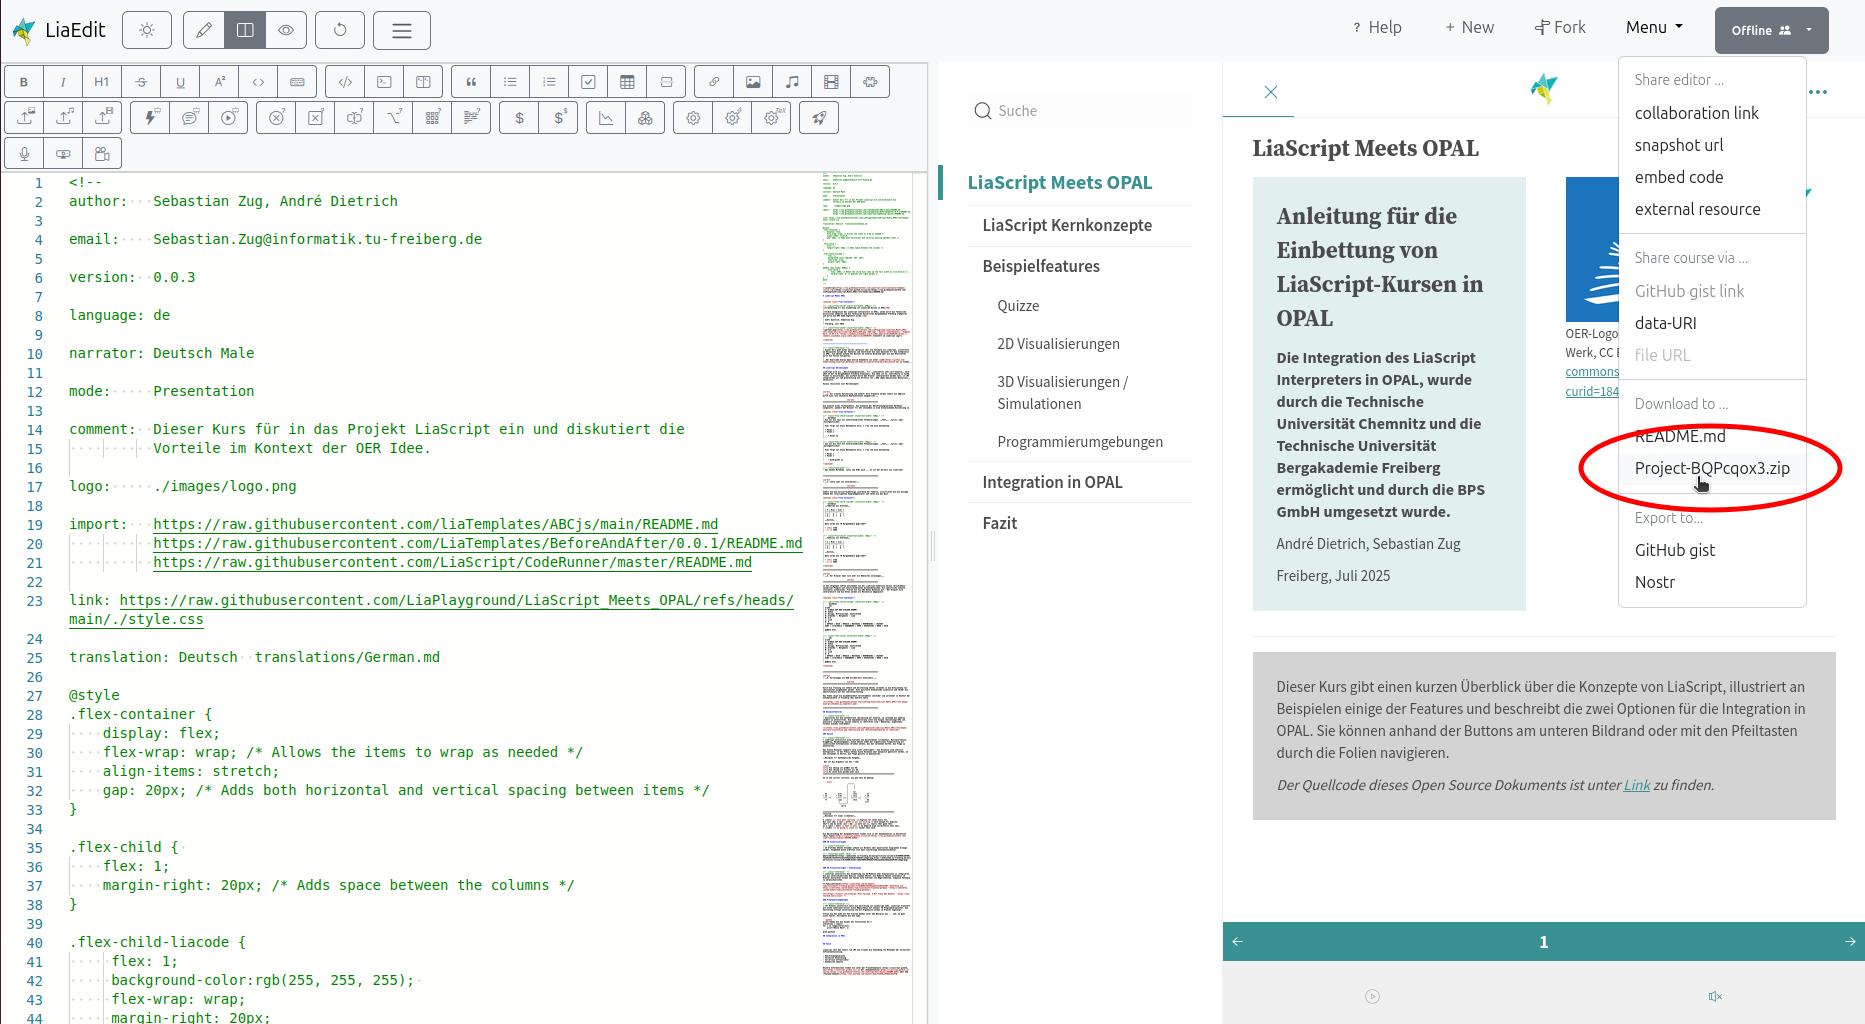 LiaEdit
? Help
+ New
Fork
Menu
Offline
B I H1 S U A²
$ $
1 <!--
2 author: Sebastian Zug, André Dietrich
3
4 email: Sebastian.Zug@informatik.tu-freiberg.de
5
6 version: 0.0.3
7
8 language: de
9
10 narrator: Deutsch Male
11
12 mode: Presentation
13
14 comment: Dieser Kurs für in das Projekt LiaScript ein und diskutiert die
15 Vorteile im Kontext der OER Idee.
16
17 logo: ./images/logo.png
18
19 import: https://raw.githubusercontent.com/liaTemplates/ABCjs/main/README.md
20 https://raw.githubusercontent.com/LiaTemplates/BeforeAndAfter/0.0.1/README.md
21 https://raw.githubusercontent.com/LiaScript/CodeRunner/master/README.md
22
23 link: https://raw.githubusercontent.com/LiaPlayground/LiaScript_Meets_OPAL/refs/heads/
main/./style.css
24
25 translation: Deutsch translations/German.md
26
27 @style
28 .flex-container {
29 display: flex;
30 flex-wrap: wrap; /* Allows the items to wrap as needed */
31 align-items: stretch;
32 gap: 20px; /* Adds both horizontal and vertical spacing between items */
33 }
34
35 .flex-child {
36 flex: 1;
37 margin-right: 20px; /* Adds space between the columns */
38 }
39
40 .flex-child-liacode {
41 flex: 1;
42 background-color:rgb(255, 255, 255);
43 flex-wrap: wrap;
44 margin-right: 20px;
Suche
LiaScript Meets OPAL
LiaScript Kernkonzepte
Beispielfeatures
Quizze
2D Visualisierungen
3D Visualisierungen /
Simulationen
Programmierumgebungen
Integration in OPAL
Fazit
LiaScript Meets OPAL
Anleitung für die
Einbettung von
LiaScript-Kursen in
OPAL
Die Integration des LiaScript
Interpreters in OPAL, wurde
durch die Technische
Universität Chemnitz und die
Technische Universität
Bergakademie Freiberg
ermöglicht und durch die BPS
GmbH umgesetzt wurde.
André Dietrich, Sebastian Zug
Freiberg, Juli 2025
OER-Logo
Werk, CC
commons
curid=184
Share editor ...
collaboration link
snapshot url
embed code
external resource
Share course via ...
GitHub gist link
data-URI
file URL
Download to ...
README.md
Project-BQPcqox3.zip
Export to...
GitHub gist
Nostr
Dieser Kurs gibt einen kurzen Überblick über die Konzepte von LiaScript, illustriert an
Beispielen einige der Features und beschreibt die zwei Optionen für die Integration in
OPAL. Sie können anhand der Buttons am unteren Bildrand oder mit den Pfeiltasten
durch die Folien navigieren.
Der Quellcode dieses Open Source Dokuments ist unter Link zu finden.
1